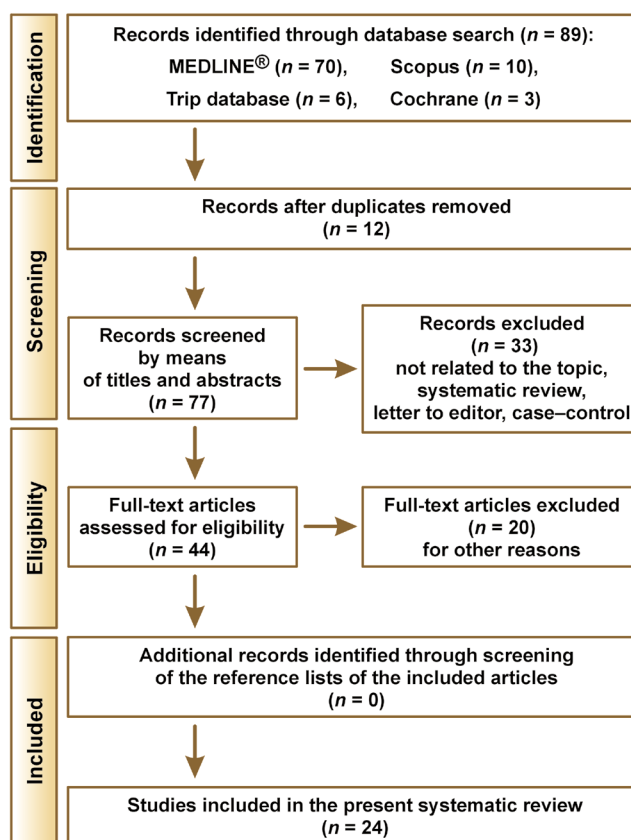 Identification
Records identified through database search (n = 89):
MEDLINE® (n = 70), Scopus (n = 10),
Trip database (n = 6), Cochrane (n = 3)
Screening
Records after duplicates removed
(n = 12)
Records screened
by means
of titles and abstracts
(n = 77)
Records excluded
(n = 33)
not related to the topic,
systematic review,
letter to editor, case–control
Eligibility
Full-text articles
assessed for eligibility
(n = 44)
Full-text articles excluded
(n = 20)
for other reasons
Included
Additional records identified through screening
of the reference lists of the included articles
(n = 0)
Studies included in the present systematic review
(n = 24)